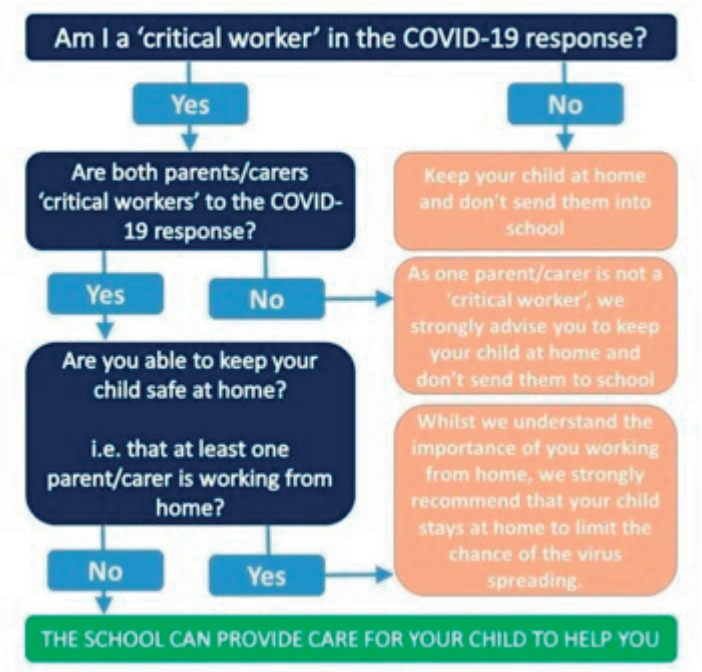 Am I a ‘critical worker’ in the COVID-19 response?
Yes
No
Are both parents/carers
‘critical workers’ to the COVID-
19 response?
Keep your child at home
and don’t send them into
school
Yes
No
As one parent/carer is not a
‘critical worker’, we
strongly advise you to keep
your child at home and
don’t send them to school
Are you able to keep your
child safe at home?
i.e. that at least one
parent/carer is working from
home?
Whilst we understand the
importance of you working
from home, we strongly
recommend that your child
stays at home to limit the
chance of the virus
spreading.
No
Yes
THE SCHOOL CAN PROVIDE CARE FOR YOUR CHILD TO HELP YOU